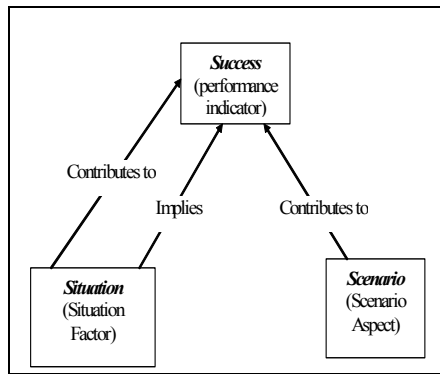 Success
(performance
indicator)
Contributes to
Implies
Contributes to
Situation
(Situation
Factor)
Scenario
(Scenario
Aspect)